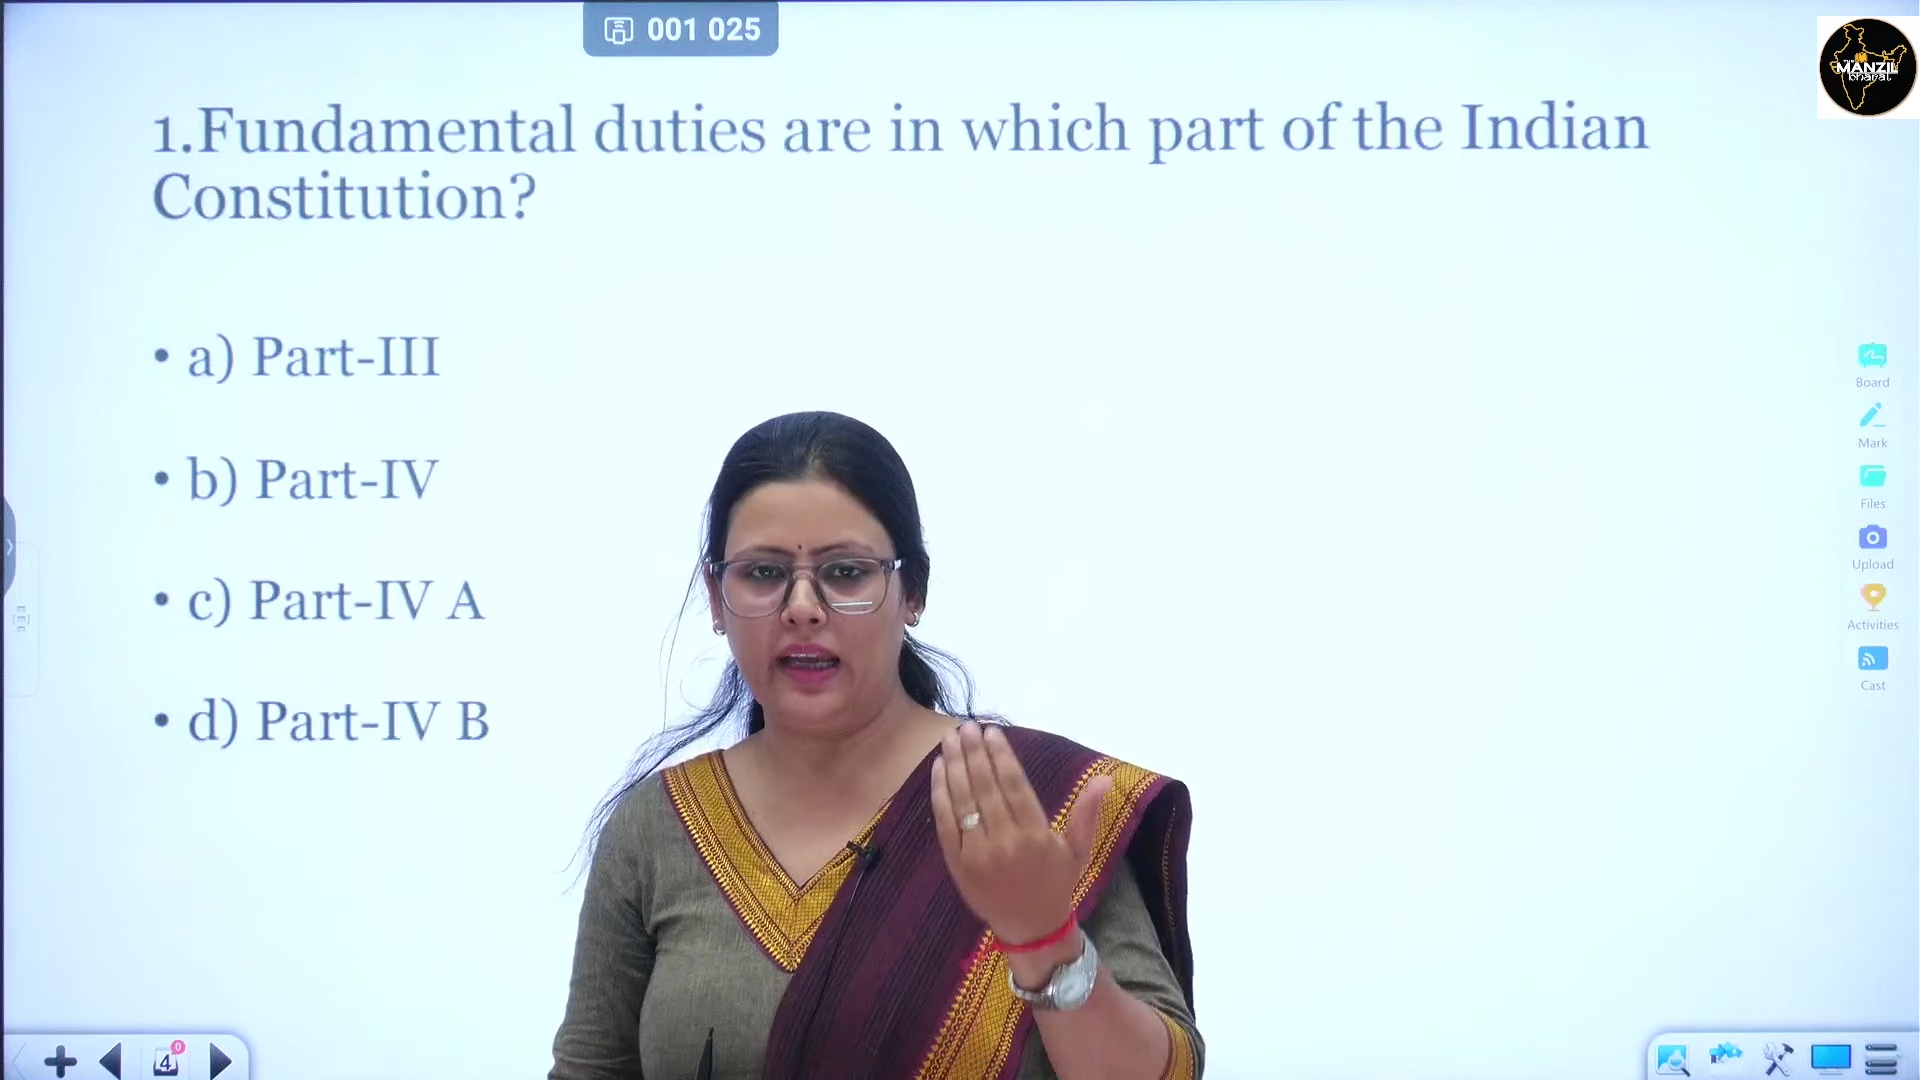 001 025
MANZIL
bharat
1.Fundamental duties are in which part of the Indian
Constitution?
• a) Part-III
• b) Part-IV
• c) Part-IV A
• d) Part-IV B
Board
Mark
Files
Upload
Activities
Cast
4
0